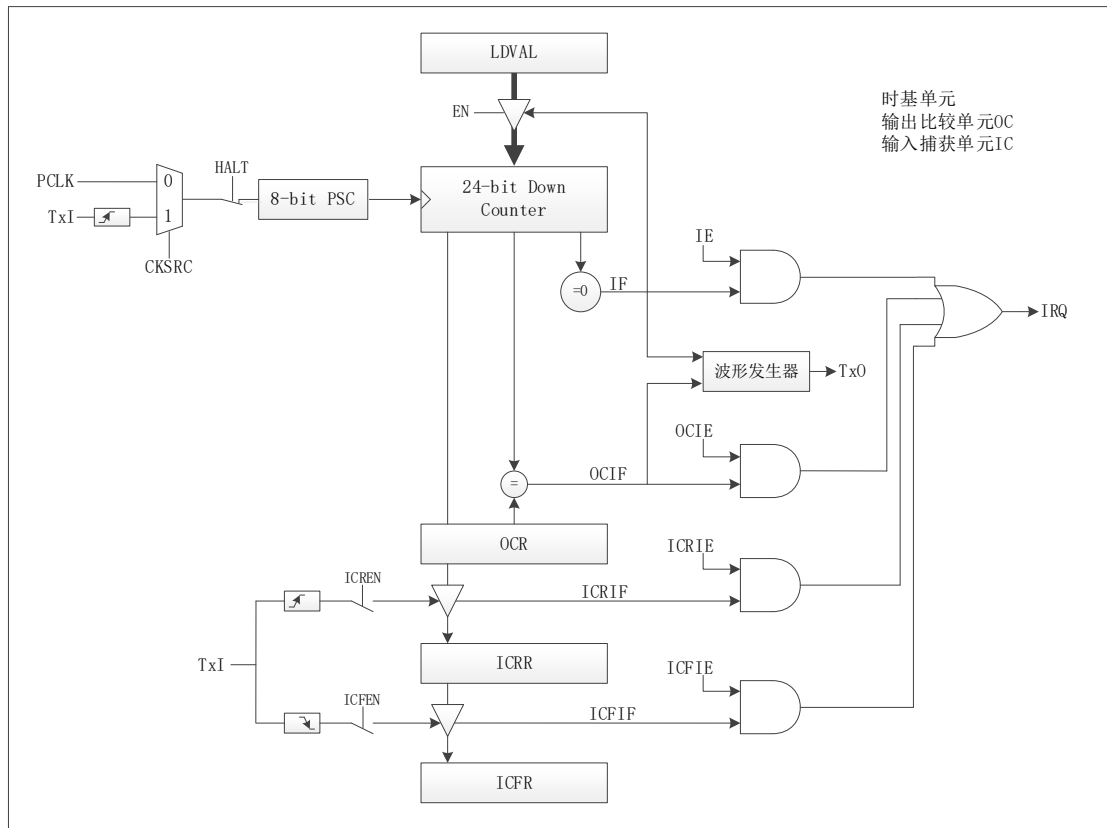 LDVAL
时基单元
输出比较单元OC
输入捕获单元IC
EN
HALT
PCLK
0
8-bit PSC
24-bit Down
Counter
TxI
1
CKSRC
IE
=0
IF
IRQ
波形发生器
TxO
OCIE
=
OCIF
OCR
ICRIE
ICREN
ICRIF
TxI
ICRR
ICFIE
ICFEN
ICFIF
ICFR